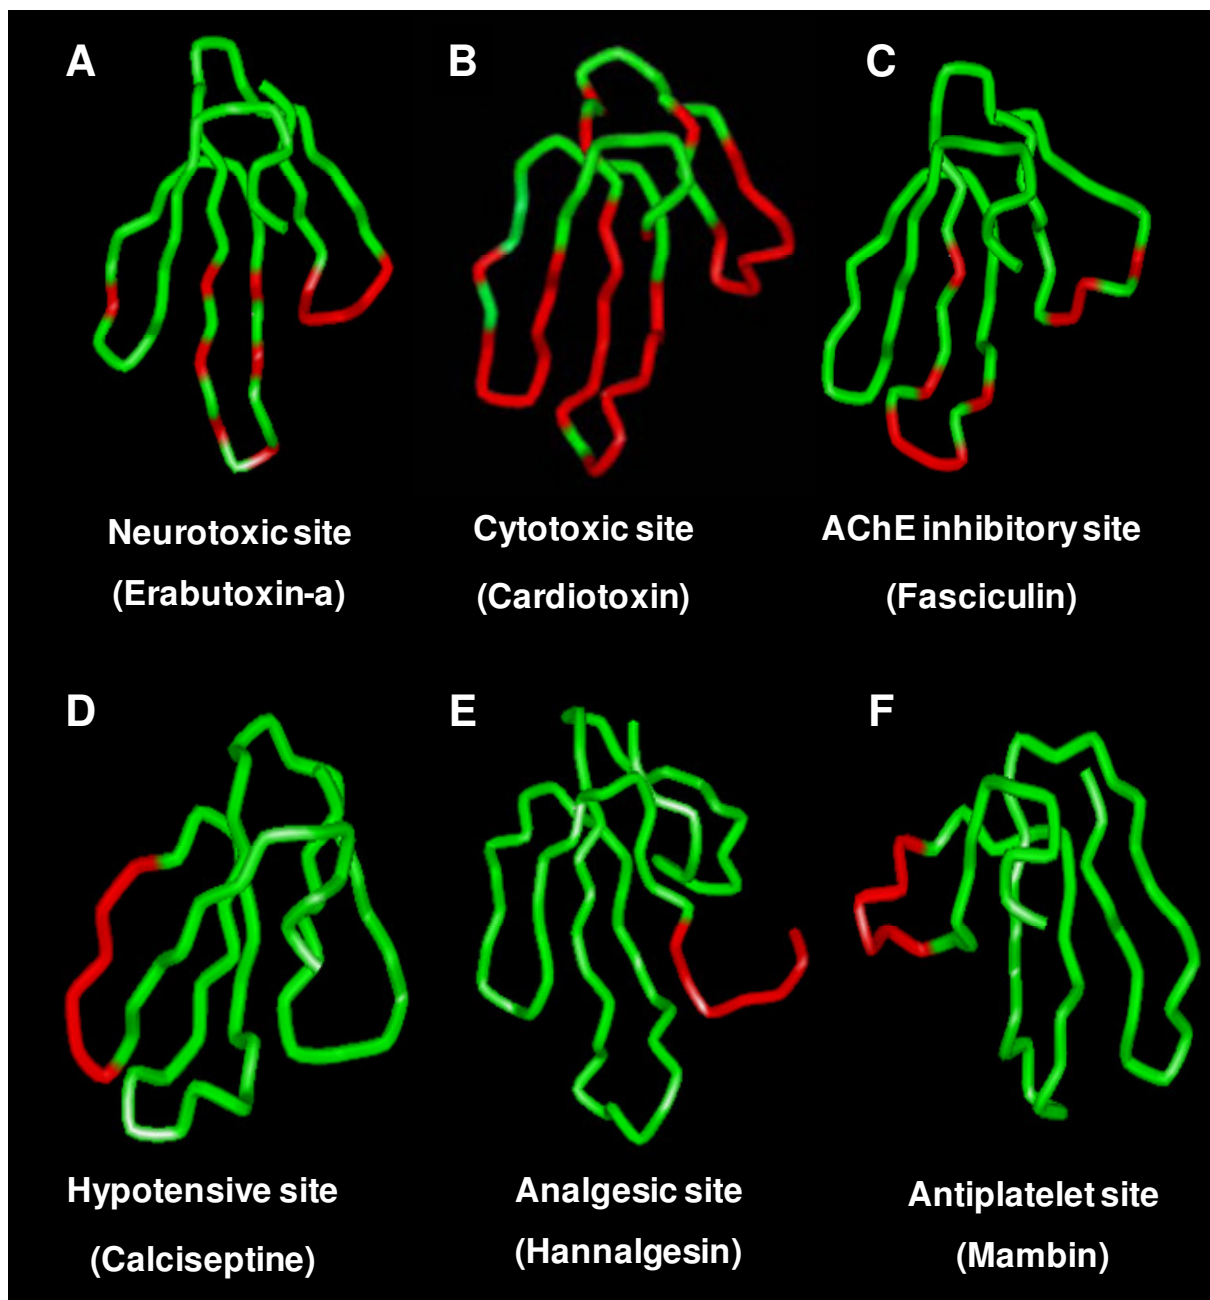 A B C
Neurotoxic site Cytotoxic site AChE inhibitory site
(Erabutoxin-a) (Cardiotoxin) (Fasciculin)
D E F
Hypotensive site Analgesic site Antiplatelet site
(Calciseptine) (Hannalgesin) (Mambin)